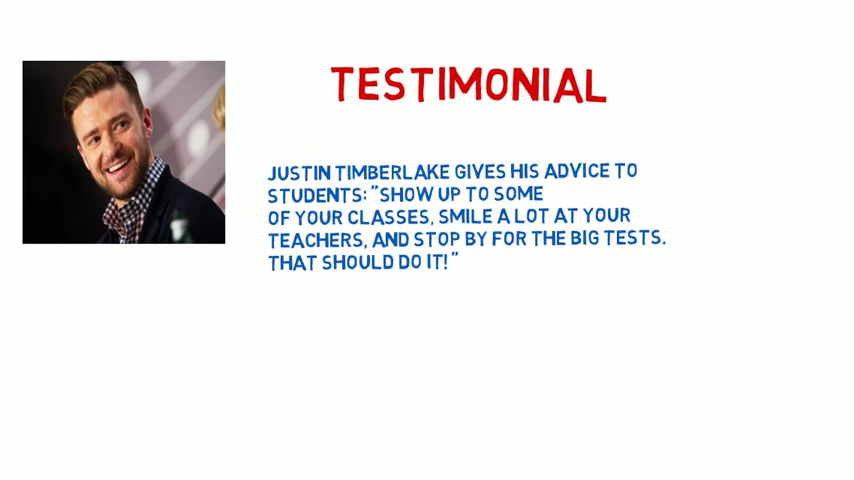 TESTIMONIAL
JUSTIN TIMBERLAKE GIVES HIS ADVICE TO
STUDENTS: "SHOW UP TO SOME
OF YOUR CLASSES, SMILE A LOT AT YOUR
TEACHERS, AND STOP BY FOR THE BIG TESTS.
THAT SHOULD DO IT!"